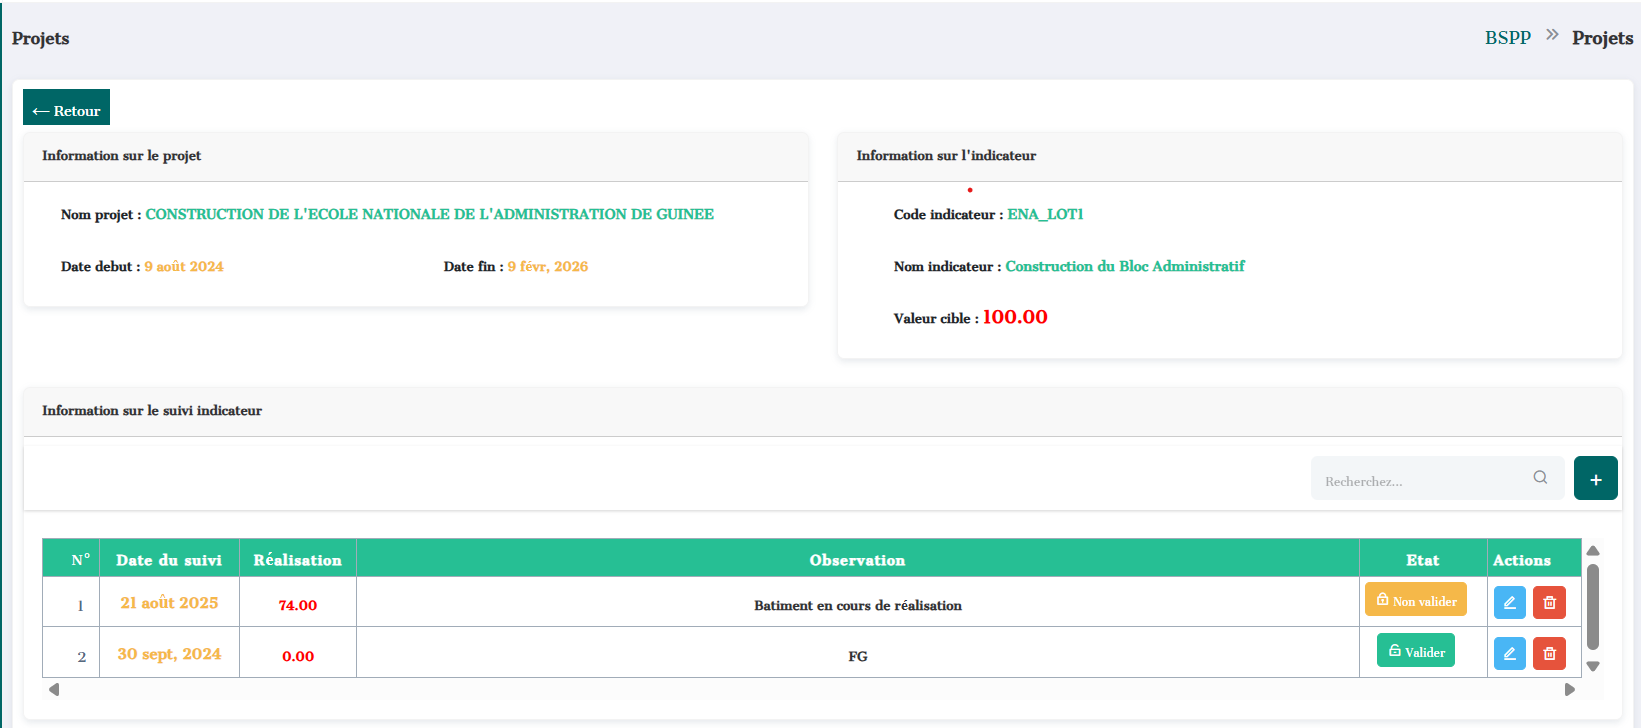 Projets
BSPP » Projets
← Retour
Information sur le projet
Nom projet : CONSTRUCTION DE L'ECOLE NATIONALE DE L'ADMINISTRATION DE GUINEE
Date debut : 9 août 2024 Date fin : 9 févr, 2026
Information sur l'indicateur
Code indicateur : ENA_LOT1
Nom indicateur : Construction du Bloc Administratif
Valeur cible : 100.00
Information sur le suivi indicateur
Recherchez...
+
N° Date du suivi Réalisation Observation Etat Actions
1 21 août 2025 74.00 Batiment en cours de réalisation Non valider
2 30 sept, 2024 0.00 FG Valider